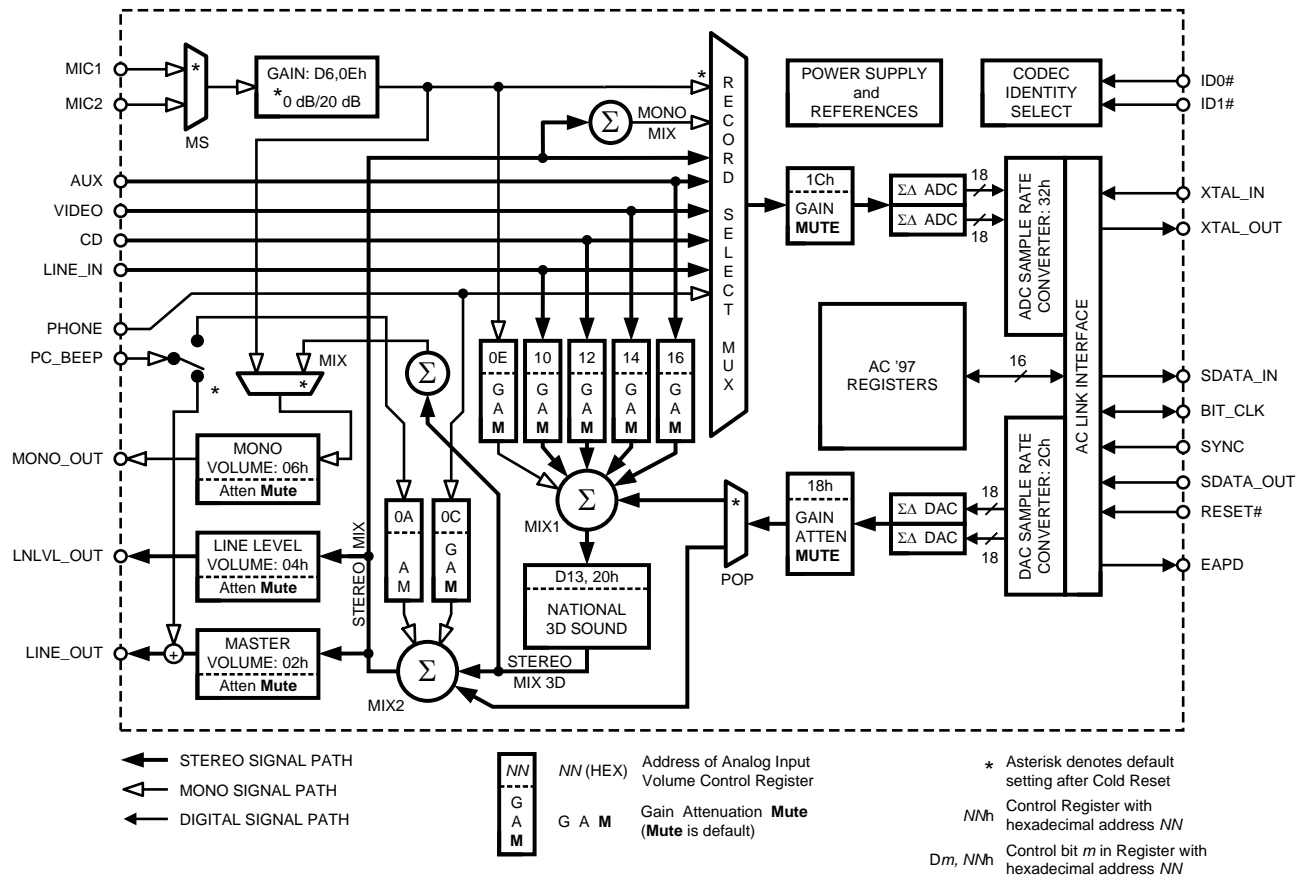 MIC1
MIC2
*
MS
GAIN: D6,0Eh
*0 dB/20 dB
*
Σ
MONO
MIX
RECORD SELECT MUX
POWER SUPPLY
and
REFERENCES
CODEC
IDENTITY
SELECT
ID0#
ID1#
AUX
VIDEO
CD
LINE_IN
PHONE
PC_BEEP
1Ch
GAIN
MUTE
ΣΔ ADC
ΣΔ ADC
18
18
ADC SAMPLE RATE
CONVERTER: 32h
AC LINK INTERFACE
XTAL_IN
XTAL_OUT
*
MIX
*
Σ
0E
G
A
M
10
G
A
M
12
G
A
M
14
G
A
M
16
G
A
M
AC '97
REGISTERS
16
SDATA_IN
BIT_CLK
SYNC
SDATA_OUT
RESET#
EAPD
MONO_OUT
MONO
VOLUME: 06h
Atten Mute
LNLVL_OUT
LINE LEVEL
VOLUME: 04h
Atten Mute
LINE_OUT
+
MASTER
VOLUME: 02h
Atten Mute
STEREO MIX
0A
A
M
0C
G
A
M
Σ
MIX1
D13, 20h
NATIONAL
3D SOUND
Σ
MIX2
STEREO
MIX 3D
*
POP
18h
GAIN
ATTEN
MUTE
ΣΔ DAC
ΣΔ DAC
18
18
DAC SAMPLE RATE
CONVERTER: 2Ch
STEREO SIGNAL PATH
MONO SIGNAL PATH
DIGITAL SIGNAL PATH
NN
G
A
M
NN (HEX)
Address of Analog Input
Volume Control Register
G A M
Gain Attenuation Mute
(Mute is default)
* Asterisk denotes default
setting after Cold Reset
NNh Control Register with
hexadecimal address NN
Dm, NNh Control bit m in Register with
hexadecimal address NN